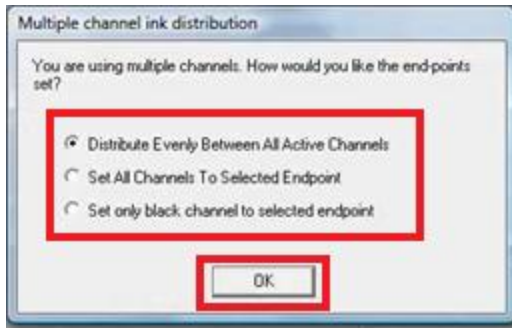 Multiple channel ink distribution
You are using multiple channels. How would you like the end-points
set?
Distribute Evenly Between All Active Channels
Set All Channels To Selected Endpoint
Set only black channel to selected endpoint
OK